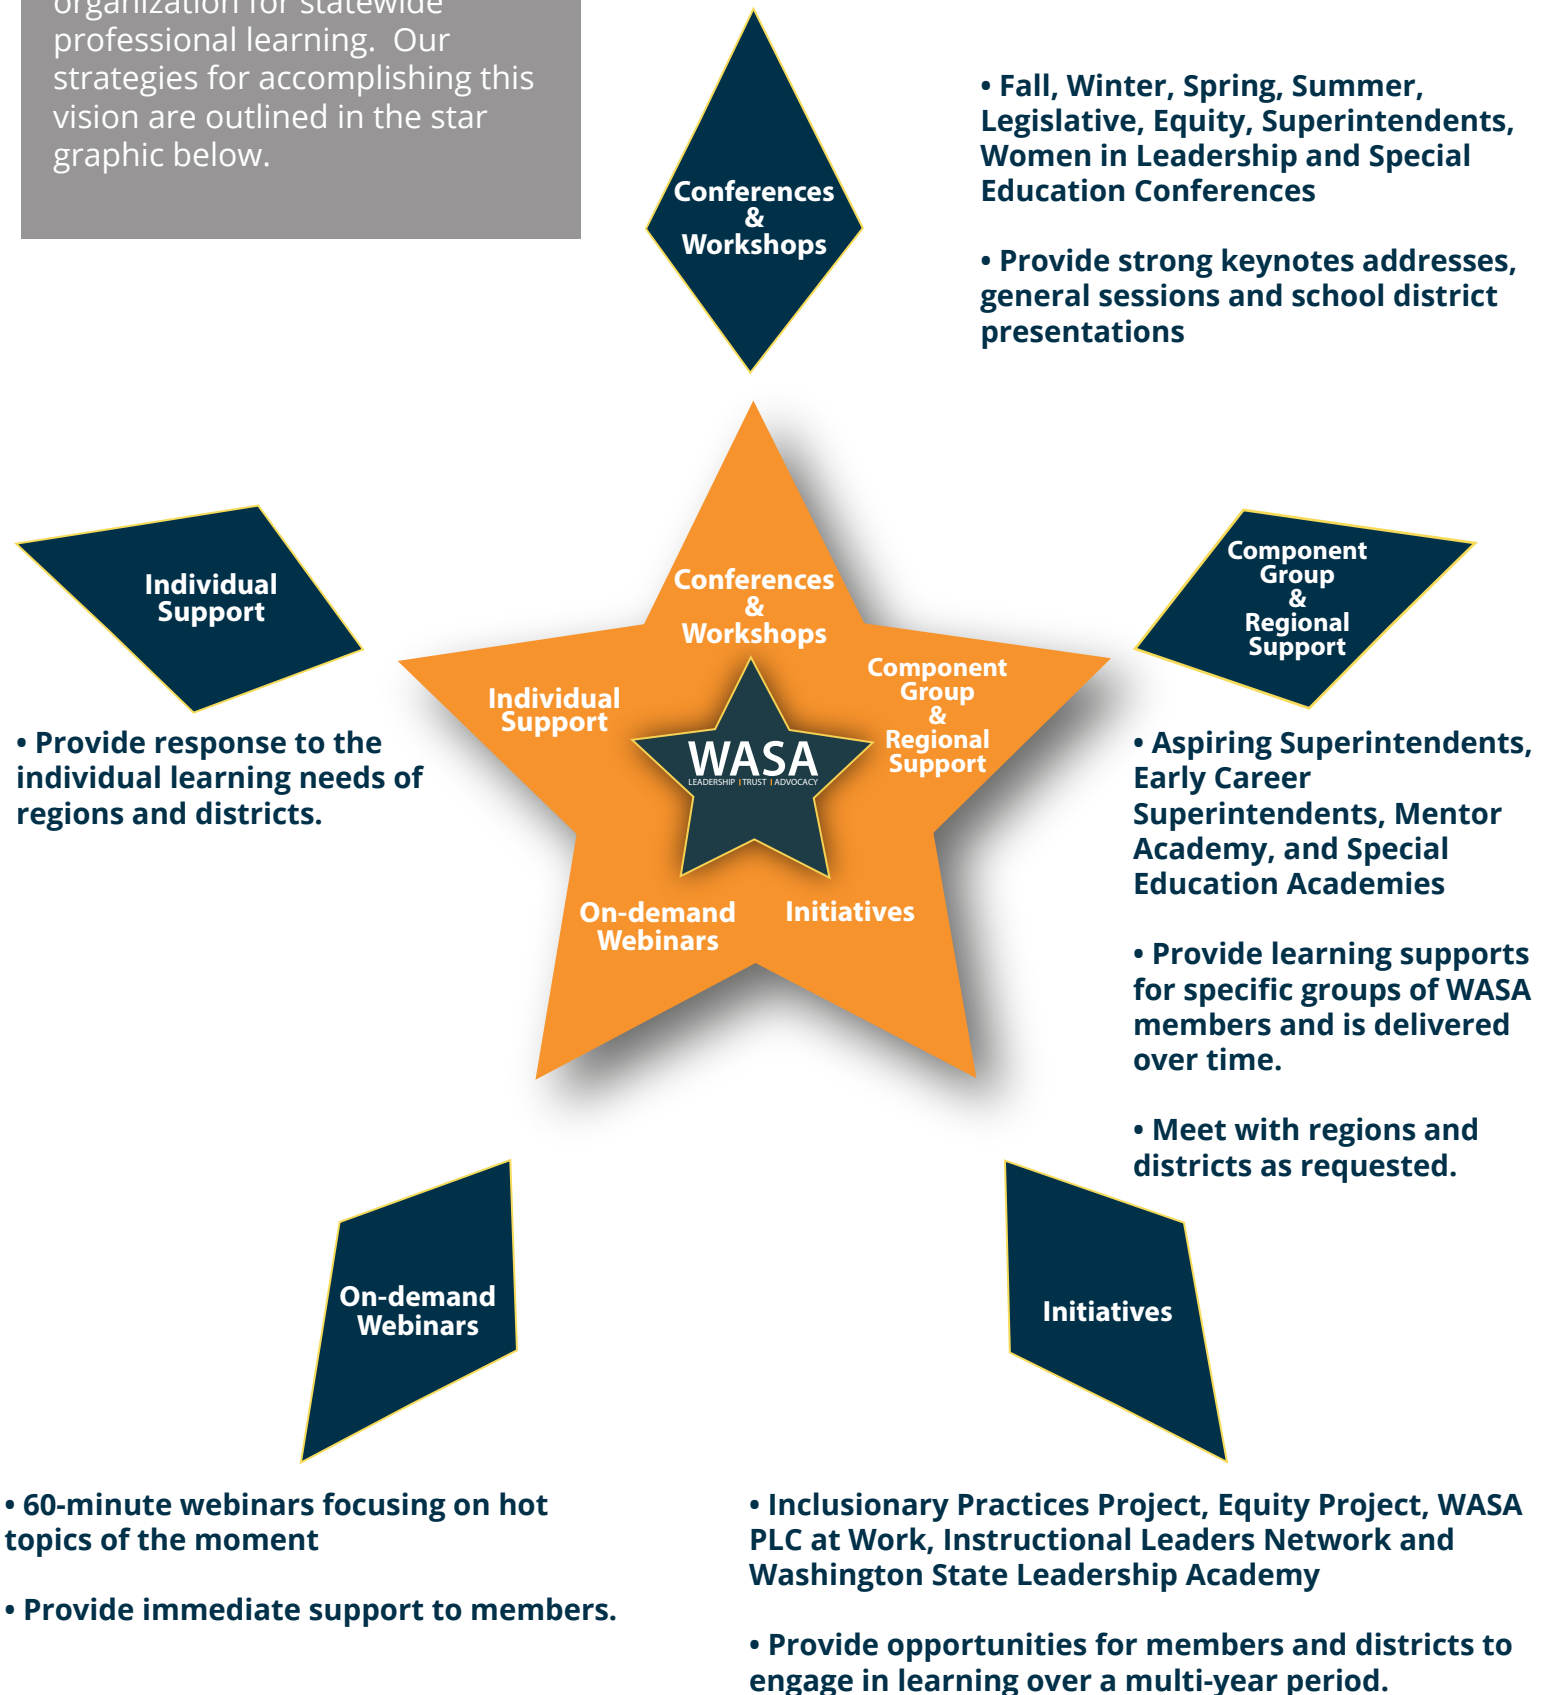 organization for statewide
professional learning.  Our
strategies for accomplishing this
vision are outlined in the star
graphic below.
Conferences
&
Workshops
• Fall, Winter, Spring, Summer,
Legislative, Equity, Superintendents,
Women in Leadership and Special
Education Conferences
• Provide strong keynotes addresses,
general sessions and school district
presentations
Individual
Support
• Provide response to the
individual learning needs of
regions and districts.
Conferences
&
Workshops
Individual
Support
Component
Group
&
Regional
Support
WASA
LEADERSHIP | TRUST | ADVOCACY
On-demand
Webinars
Initiatives
Component
Group
&
Regional
Support
• Aspiring Superintendents,
Early Career
Superintendents, Mentor
Academy, and Special
Education Academies
• Provide learning supports
for specific groups of WASA
members and is delivered
over time.
• Meet with regions and
districts as requested.
On-demand
Webinars
• 60-minute webinars focusing on hot
topics of the moment
• Provide immediate support to members.
Initiatives
• Inclusionary Practices Project, Equity Project, WASA
PLC at Work, Instructional Leaders Network and
Washington State Leadership Academy
• Provide opportunities for members and districts to
engage in learning over a multi-year period.